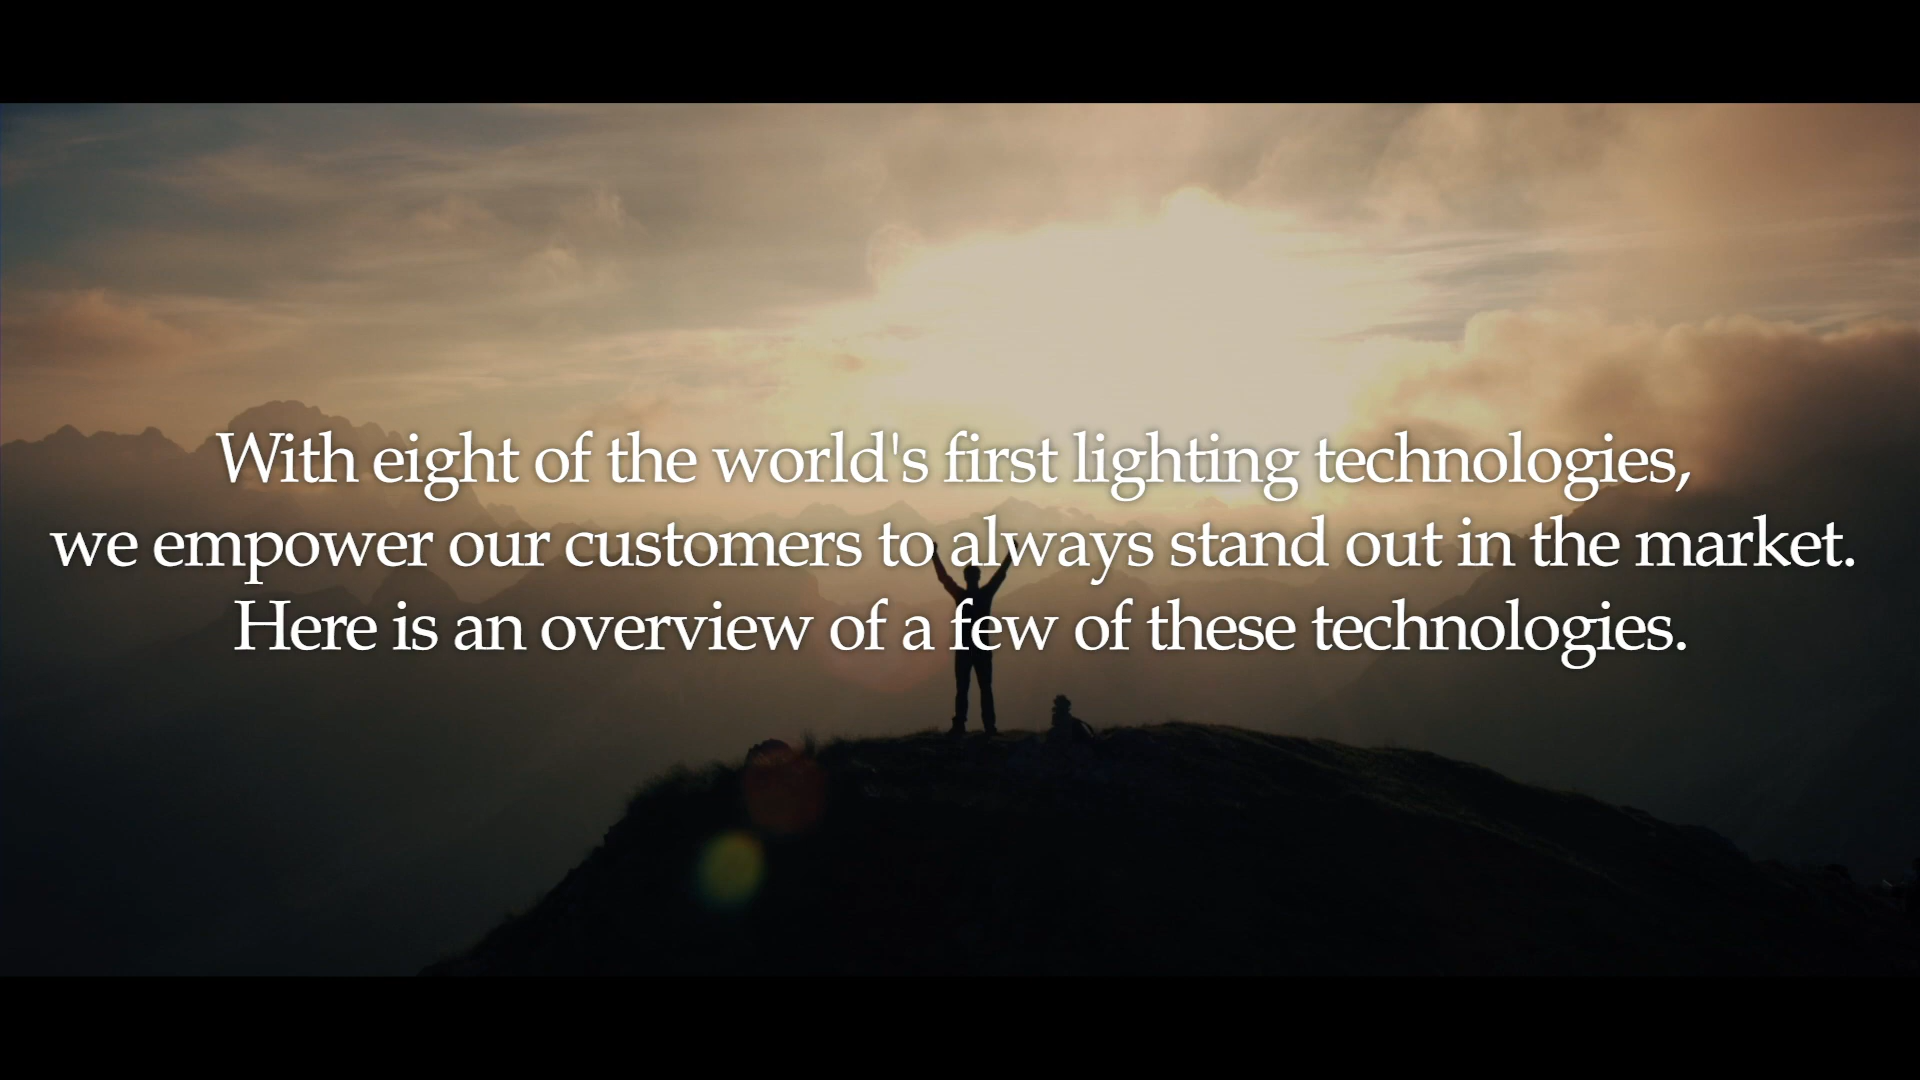 With eight of the world's first lighting technologies,
we empower our customers to always stand out in the market.
Here is an overview of a few of these technologies.